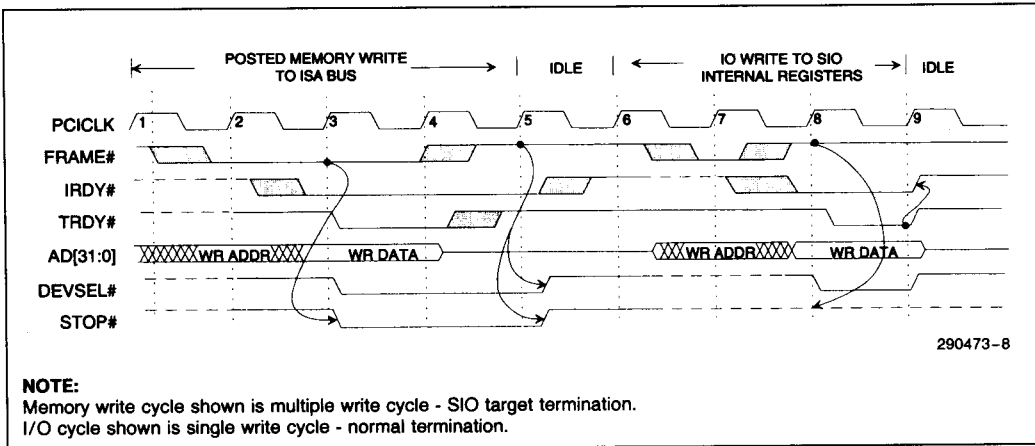 POSTED MEMORY WRITE
TO ISA BUS
IDLE
IO WRITE TO SIO
INTERNAL REGISTERS
IDLE
PCICLK 1 2 3 4 5 6 7 8 9
FRAME#
IRDY#
TRDY#
AD[31:0] WR ADDR WR DATA WR ADDR WR DATA
DEVSEL#
STOP#
290473-8
NOTE:
Memory write cycle shown is multiple write cycle - SIO target termination.
I/O cycle shown is single write cycle - normal termination.